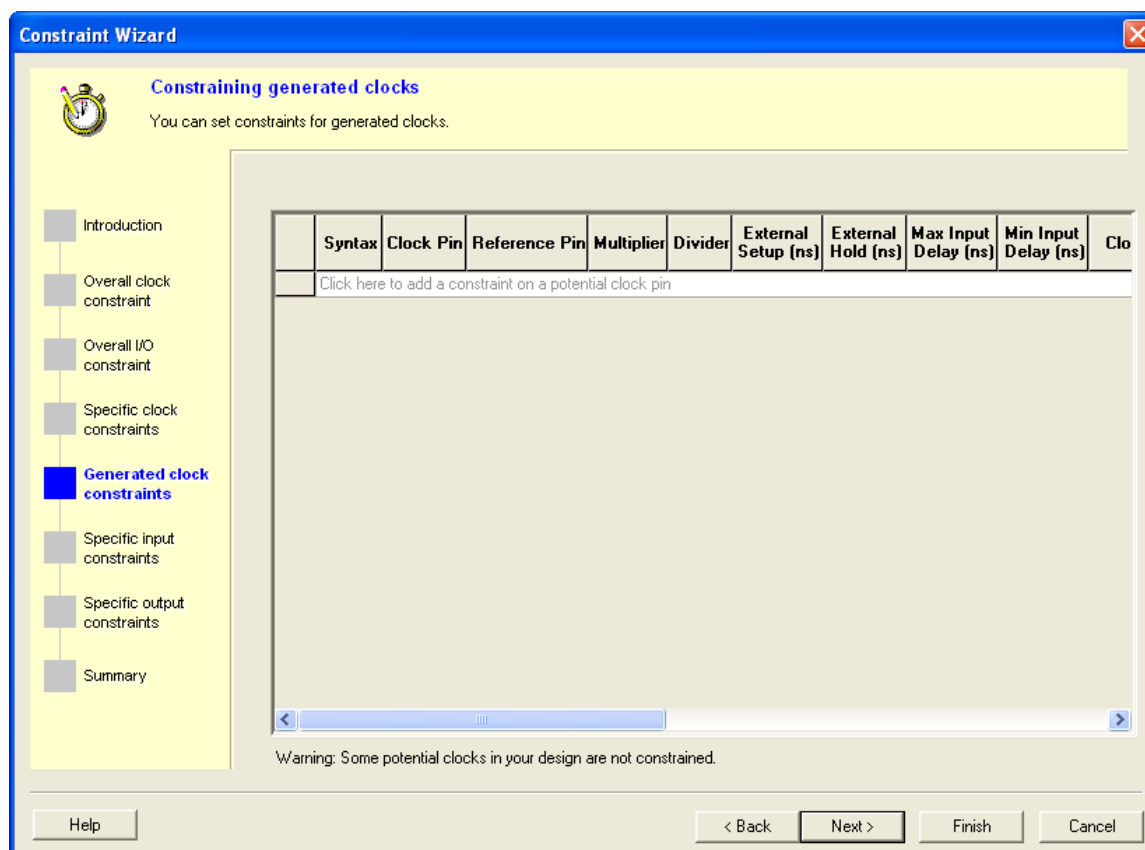 Constraint Wizard
Constraining generated clocks
You can set constraints for generated clocks.
Introduction
Overall clock
constraint
Overall I/O
constraint
Specific clock
constraints
Generated clock
constraints
Specific input
constraints
Specific output
constraints
Summary
Syntax Clock Pin Reference Pin Multiplier Divider External Setup (ns) External Hold (ns) Max Input Delay (ns) Min Input Delay (ns) Clo
Click here to add a constraint on a potential clock pin
Warning: Some potential clocks in your design are not constrained.
Help < Back Next > Finish Cancel